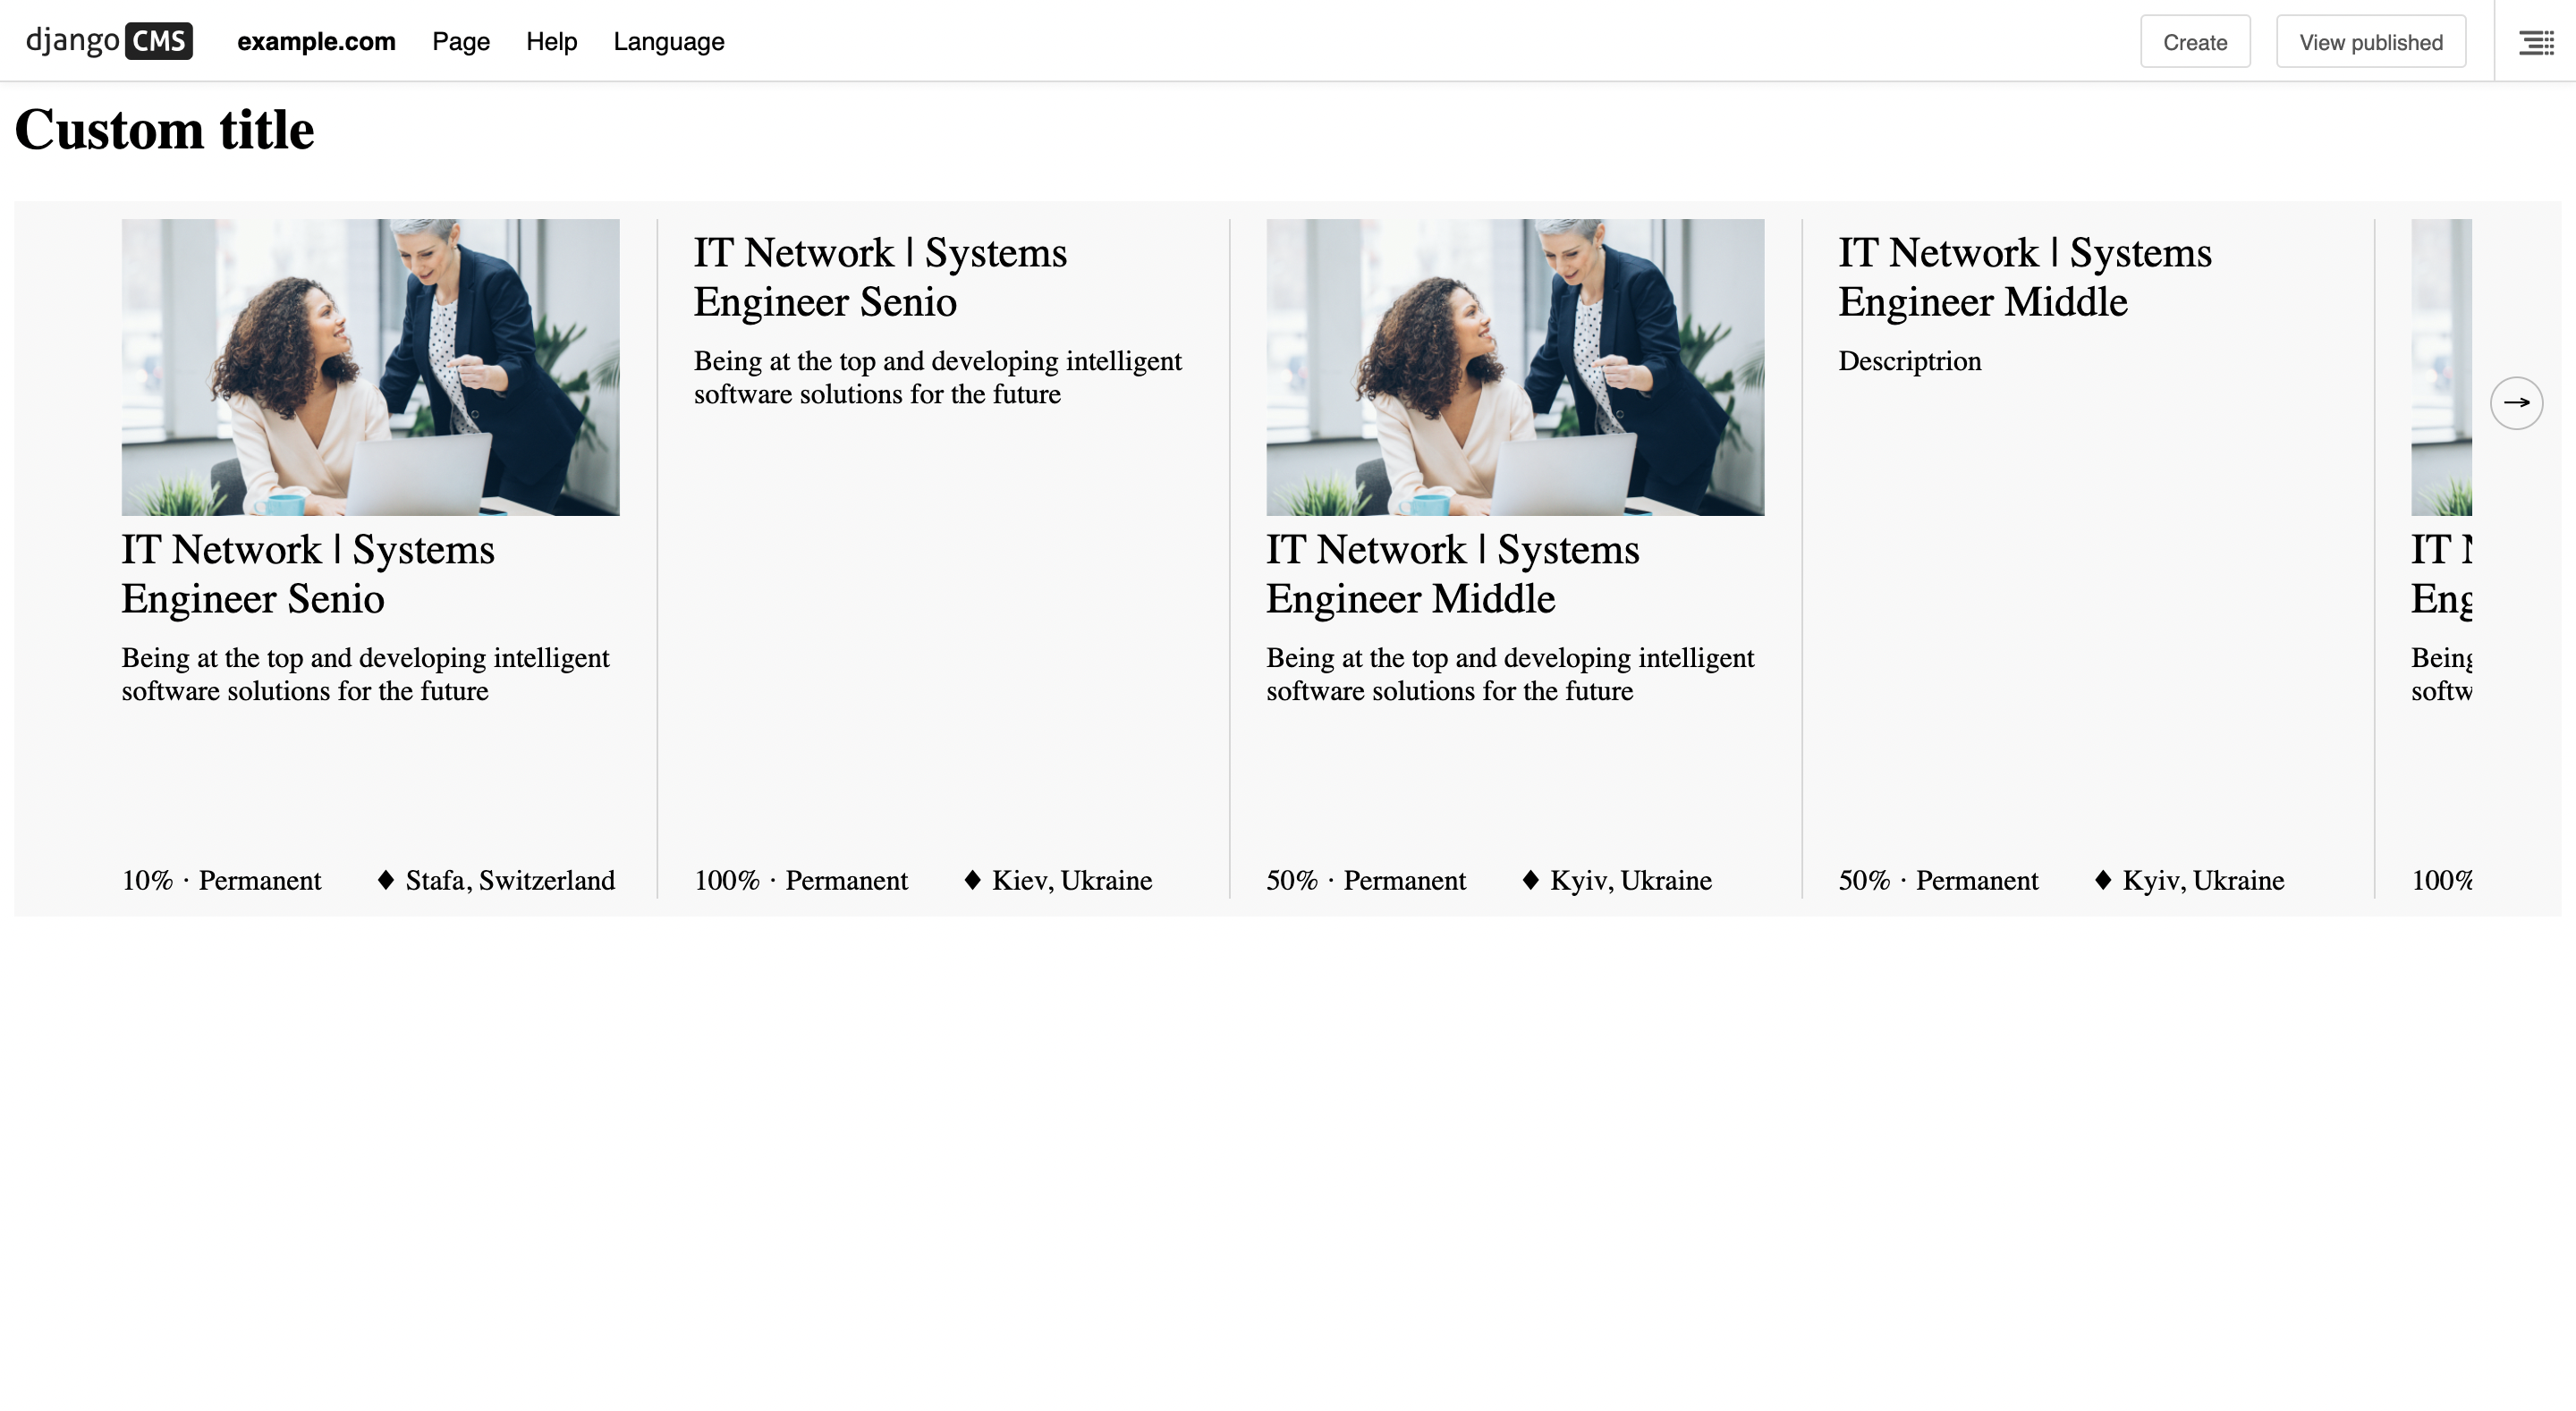 django CMS example.com Page Help Language Create View published
Custom title
IT Network | Systems
Engineer Senio
Being at the top and developing intelligent
software solutions for the future
10% · Permanent ♦ Stafa, Switzerland
IT Network | Systems
Engineer Senio
Being at the top and developing intelligent
software solutions for the future
100% · Permanent ♦ Kiev, Ukraine
IT Network | Systems
Engineer Middle
Being at the top and developing intelligent
software solutions for the future
50% · Permanent ♦ Kyiv, Ukraine
IT Network | Systems
Engineer Middle
Descriptrion
50% · Permanent ♦ Kyiv, Ukraine
IT
Eng
Being
softw
100%